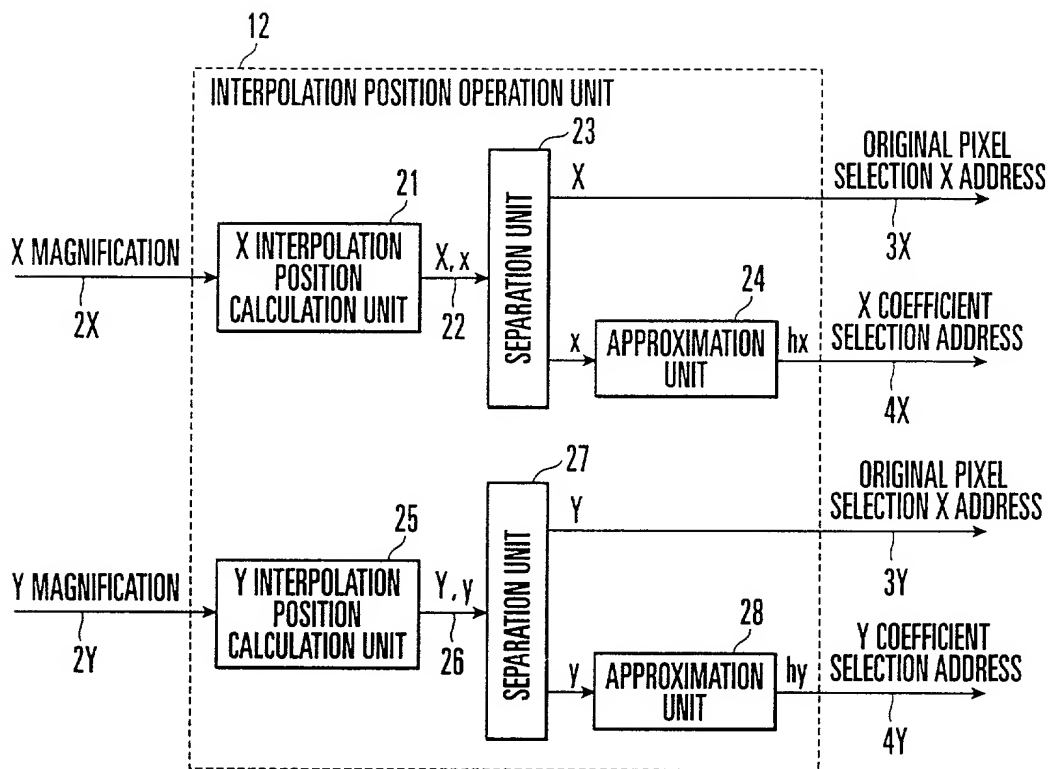 12
INTERPOLATION POSITION OPERATION UNIT
23
ORIGINAL PIXEL
SELECTION X ADDRESS
X
3X
21
X MAGNIFICATION
2X
X INTERPOLATION
POSITION
CALCULATION UNIT
X, x
22
SEPARATION UNIT
24
x
APPROXIMATION
UNIT
hx
X COEFFICIENT
SELECTION ADDRESS
4X
27
ORIGINAL PIXEL
SELECTION X ADDRESS
Y
3Y
25
Y MAGNIFICATION
2Y
Y INTERPOLATION
POSITION
CALCULATION UNIT
Y, y
26
SEPARATION UNIT
28
y
APPROXIMATION
UNIT
hy
Y COEFFICIENT
SELECTION ADDRESS
4Y